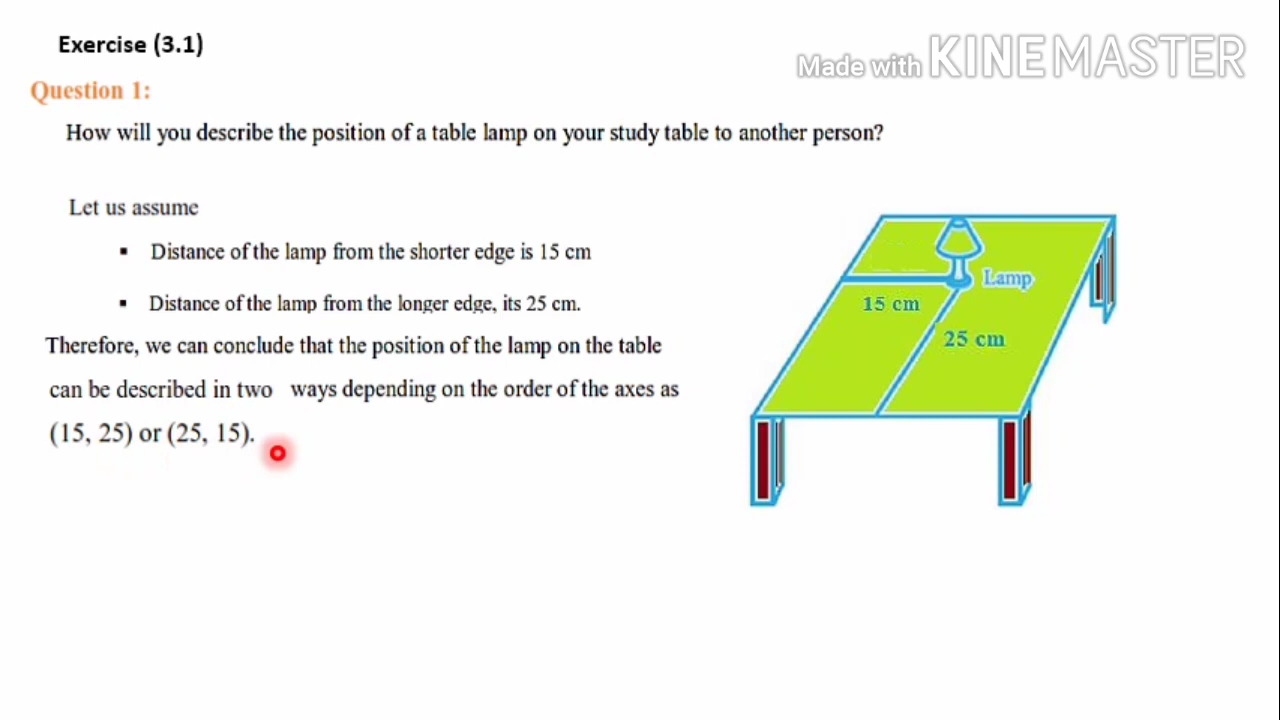 Exercise (3.1)
Made with KINEMASTER
Question 1:
How will you describe the position of a table lamp on your study table to another person?
Let us assume
▪ Distance of the lamp from the shorter edge is 15 cm
▪ Distance of the lamp from the longer edge, its 25 cm.
Therefore, we can conclude that the position of the lamp on the table
can be described in two ways depending on the order of the axes as
(15, 25) or (25, 15).
Lamp
15 cm
25 cm